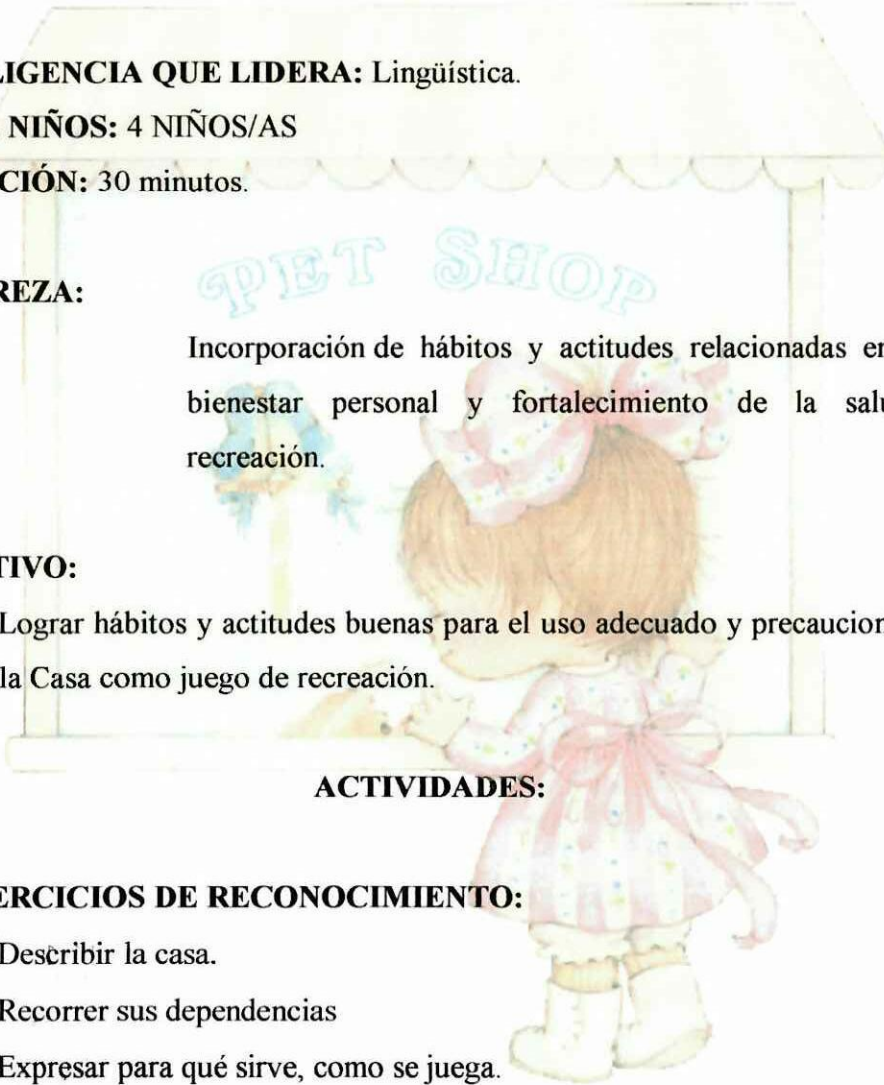 LIGENCIA QUE LIDERA: Lingüística.
NIÑOS: 4 NIÑOS/AS
CIÓN: 30 minutos.
PET SHOP
REZA:
Incorporación de hábitos y actitudes relacionadas en
bienestar personal y fortalecimiento de la salu
recreación.
TIVO:
Lograr hábitos y actitudes buenas para el uso adecuado y precaucion
la Casa como juego de recreación.
ACTIVIDADES:
ERCICIOS DE RECONOCIMIENTO:
Describir la casa.
Recorrer sus dependencias
Expresar para qué sirve, como se juega.